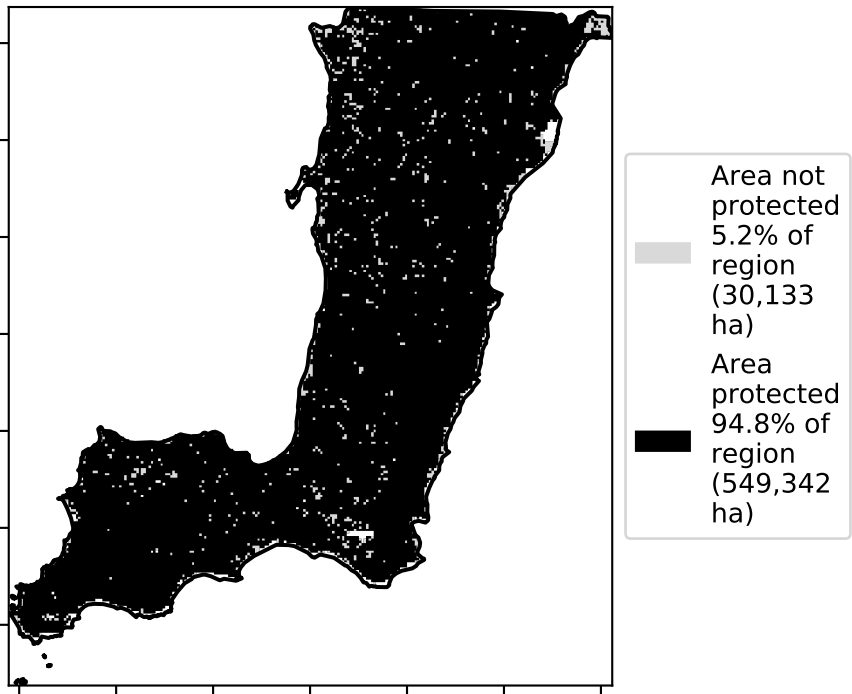 Area not
protected
5.2% of
region
(30,133
ha)
Area
protected
94.8% of
region
(549,342
ha)